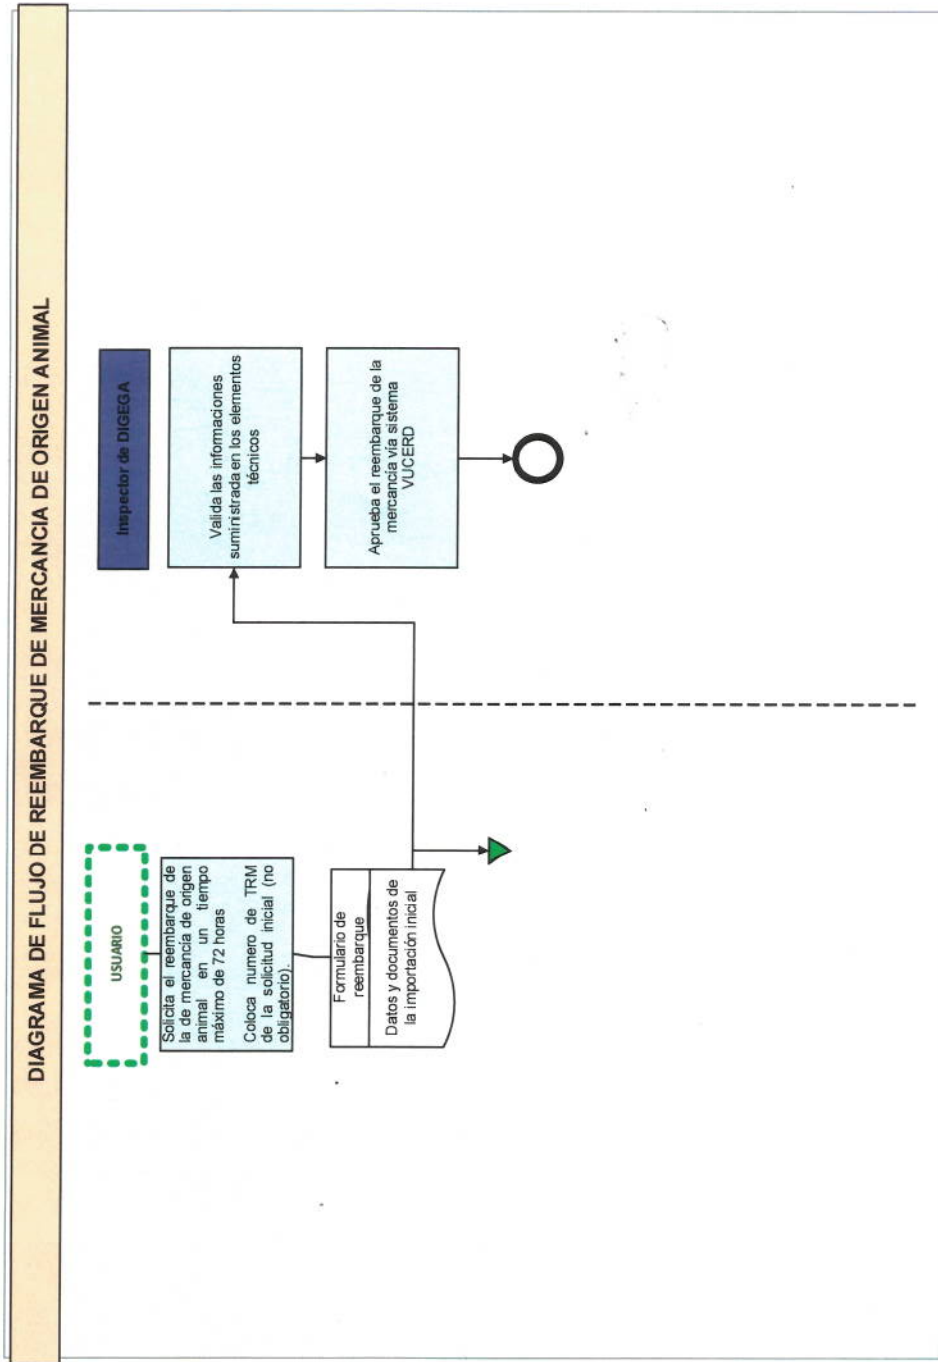 DIAGRAMA DE FLUJO DE REEMBARQUE DE MERCANCIA DE ORIGEN ANIMAL
USUARIO
Solicita el reembarque de
la de mercancía de origen
animal en un tiempo
máximo de 72 horas
Coloca numero de TRM
de la solicitud inicial (no
obligatorio).
Formulario de
reembarque
Datos y documentos de
la importación inicial
Inspector de DIGEGA
Valida las informaciones
suministrada en los elementos
técnicos
Aprueba el reembarque de la
mercancía vía sistema
VUCERD